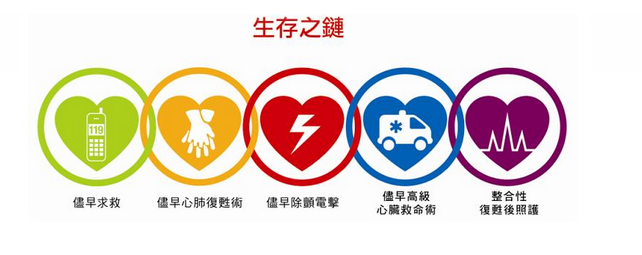 生存之鏈
119
儘早求救
儘早心肺復甦術
儘早除顫電擊
儘早高級
心臟救命術
整合性
復甦後照護